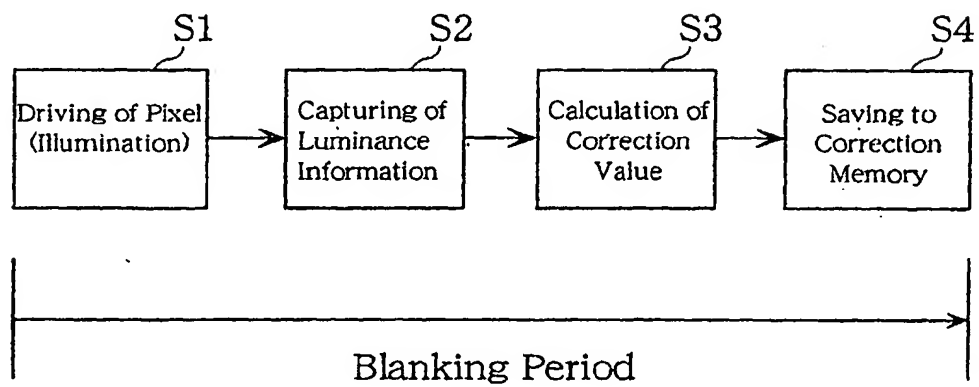 S1
S2
S3
S4
Driving of Pixel
(Illumination)
Capturing of
Luminance
Information
Calculation of
Correction
Value
Saving to
Correction
Memory
Blanking Period